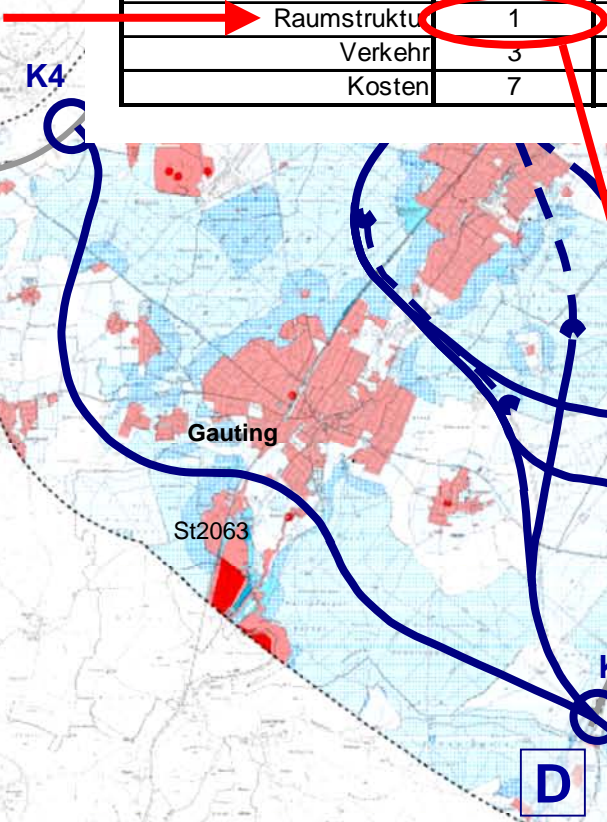 Raumstruktu 1
Verkehr 3
Kosten 7
K4
Gauting
St2063
K
D